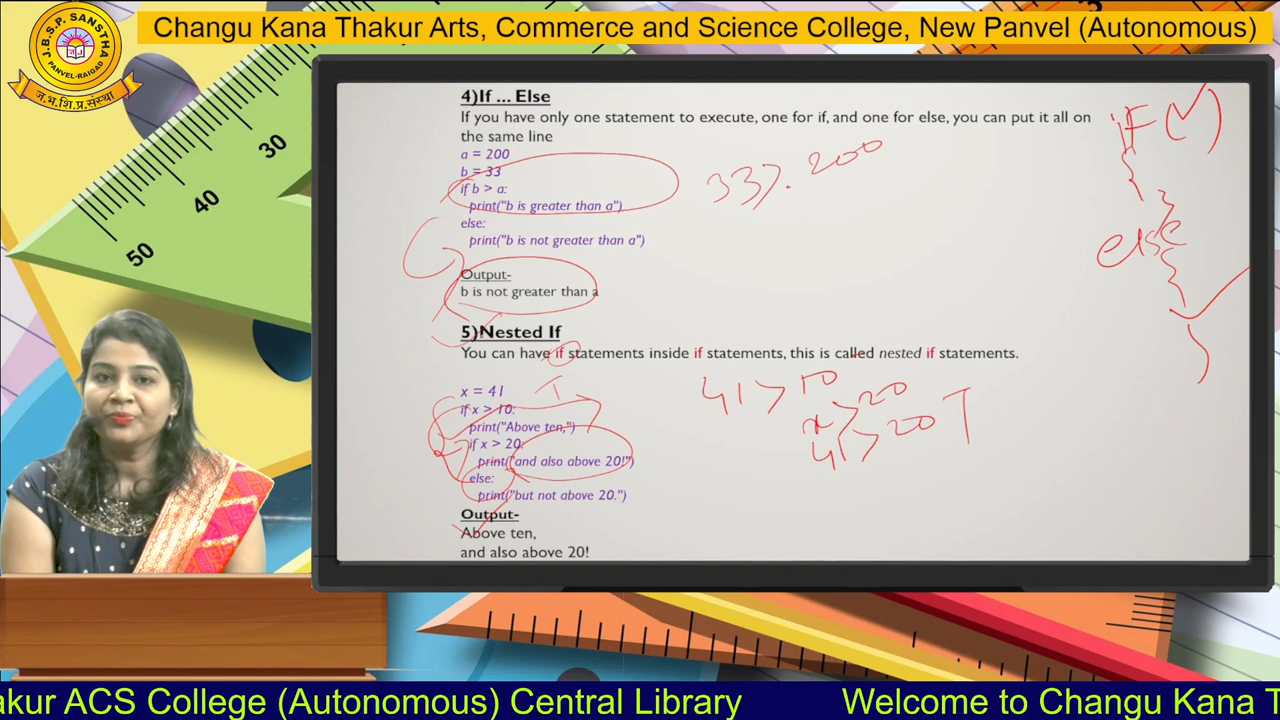 Changu Kana Thakur Arts, Commerce and Science College, New Panvel (Autonomous)
J.B.S.P. SANSTHA
PANVEL-RAIGAD
ज.भ.शि.प्र.संस्था
30
40
50
4)If ... Else
If you have only one statement to execute, one for if, and one for else, you can put it all on
the same line
a = 200
b = 33
if b > a:
print("b is greater than a")
else:
print("b is not greater than a")
Output-
b is not greater than a
33> 200
if ( )
{
}
else
{
}
5)Nested If
You can have if statements inside if statements, this is called nested if statements.
x = 41
if x > 10:
print("Above ten,")
if x > 20:
print("and also above 20!")
else:
print("but not above 20.")
Output-
Above ten,
and also above 20!
41 > 10
x > 20
41 > 20 T
akur ACS College (Autonomous) Central Library
Welcome to Changu Kana T